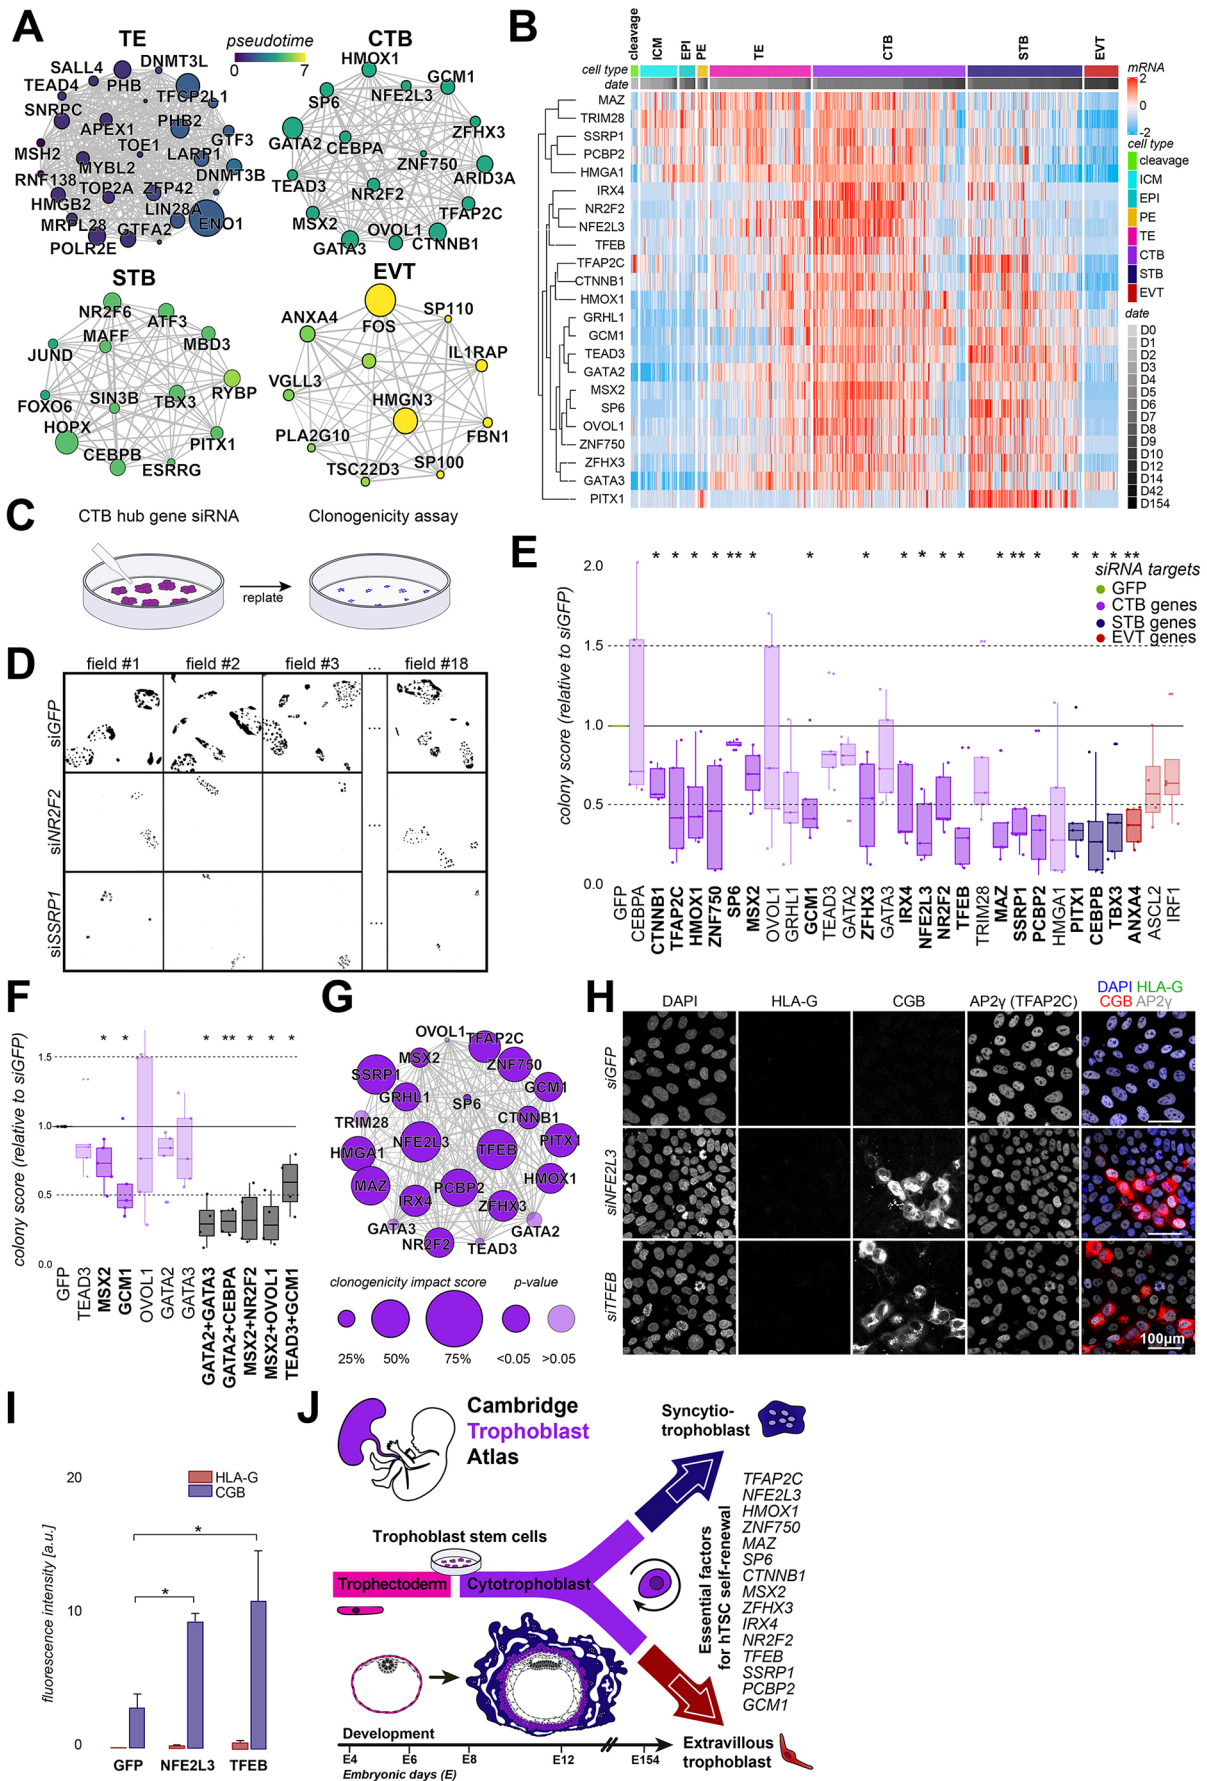 A
TE
pseudotime
0 7
SALL4
DNMT3L
TEAD4
PHB
TFCP2L1
SNRPC
APEX1
PHB2
GTF3
TOE1
MSH2
MYBL2
LARP1
DNMT3B
RNF138
TOP2A
ZFP42
HMGB2
LIN28A
ENO1
MRPL28
GTFA2
POLR2E
CTB
HMOX1
GCM1
NFE2L3
SP6
ZFHX3
GATA2
CEBPA
ZNF750
ARID3A
TEAD3
NR2F2
TFAP2C
MSX2
OVOL1
GATA3
CTNNB1
STB
NR2F6
ATF3
MAFF
MBD3
JUND
RYBP
SIN3B
TBX3
FOXO6
HOPX
PITX1
CEBPB
ESRRG
EVT
ANXA4
SP110
FOS
IL1RAP
VGLL3
HMGN3
PLA2G10
FBN1
SP100
TSC22D3
B
cleavage
ICM
EPI
PE
TE
CTB
STB
EVT
cell type
date
MAZ
TRIM28
SSRP1
PCBP2
HMGA1
IRX4
NR2F2
NFE2L3
TFEB
TFAP2C
CTNNB1
HMOX1
GRHL1
GCM1
TEAD3
GATA2
MSX2
SP6
OVOL1
ZNF750
ZFHX3
GATA3
PITX1
mRNA
2
0
-2
cell type
cleavage
ICM
EPI
PE
TE
CTB
STB
EVT
date
D0
D1
D2
D3
D4
D5
D6
D7
D8
D9
D10
D12
D14
D42
D154
C
CTB hub gene siRNA
Clonogenicity assay
replate
D
field #1 field #2 field #3 ... field #18
siGFP
...
siNR2F2
...
siSSRP1
...
E
colony score (relative to siGFP)
2.0
1.5
1.0
0.5
0.0
* * * * ** * * * * * * * * ** * * * * **
siRNA targets
GFP
CTB genes
STB genes
EVT genes
GFP
CEBPA
CTNNB1
TFAP2C
HMOX1
ZNF750
SP6
MSX2
OVOL1
GRHL1
GCM1
TEAD3
GATA2
ZFHX3
GATA3
IRX4
NFE2L3
NR2F2
TFEB
TRIM28
MAZ
SSRP1
PCBP2
HMGA1
PITX1
CEBPB
TBX3
ANXA4
ASCL2
IRF1
F
colony score (relative to siGFP)
1.5
1.0
0.5
0.0
* * * ** * * *
GFP
TEAD3
MSX2
GCM1
OVOL1
GATA2
GATA3
GATA2+GATA3
GATA2+CEBPA
MSX2+NR2F2
MSX2+OVOL1
TEAD3+GCM1
G
OVOL1
TFAP2C
MSX2
ZNF750
SSRP1
GCM1
GRHL1
SP6
CTNNB1
TRIM28
NFE2L3
TFEB
PITX1
HMGA1
HMOX1
MAZ
PCBP2
IRX4
ZFHX3
GATA3
GATA2
NR2F2
TEAD3
clonogenicity impact score p-value
25% 50% 75% <0.05 >0.05
H
DAPI HLA-G CGB AP2γ (TFAP2C)
DAPI HLA-G
CGB AP2γ
siGFP
siNFE2L3
siTFEB
100μm
I
fluorescence intensity [a.u.]
20
10
0
HLA-G
CGB
*
*
GFP NFE2L3 TFEB
J
Cambridge
Trophoblast
Atlas
Syncytio-
trophoblast
Trophoblast stem cells
Trophectoderm
Cytotrophoblast
Essential factors
for hTSC self-renewal
TFAP2C
NFE2L3
HMOX1
ZNF750
MAZ
SP6
CTNNB1
MSX2
ZFHX3
IRX4
NR2F2
TFEB
SSRP1
PCBP2
GCM1
Extravillous
trophoblast
Development
E4 E6 E8 E12 E154
Embryonic days (E)